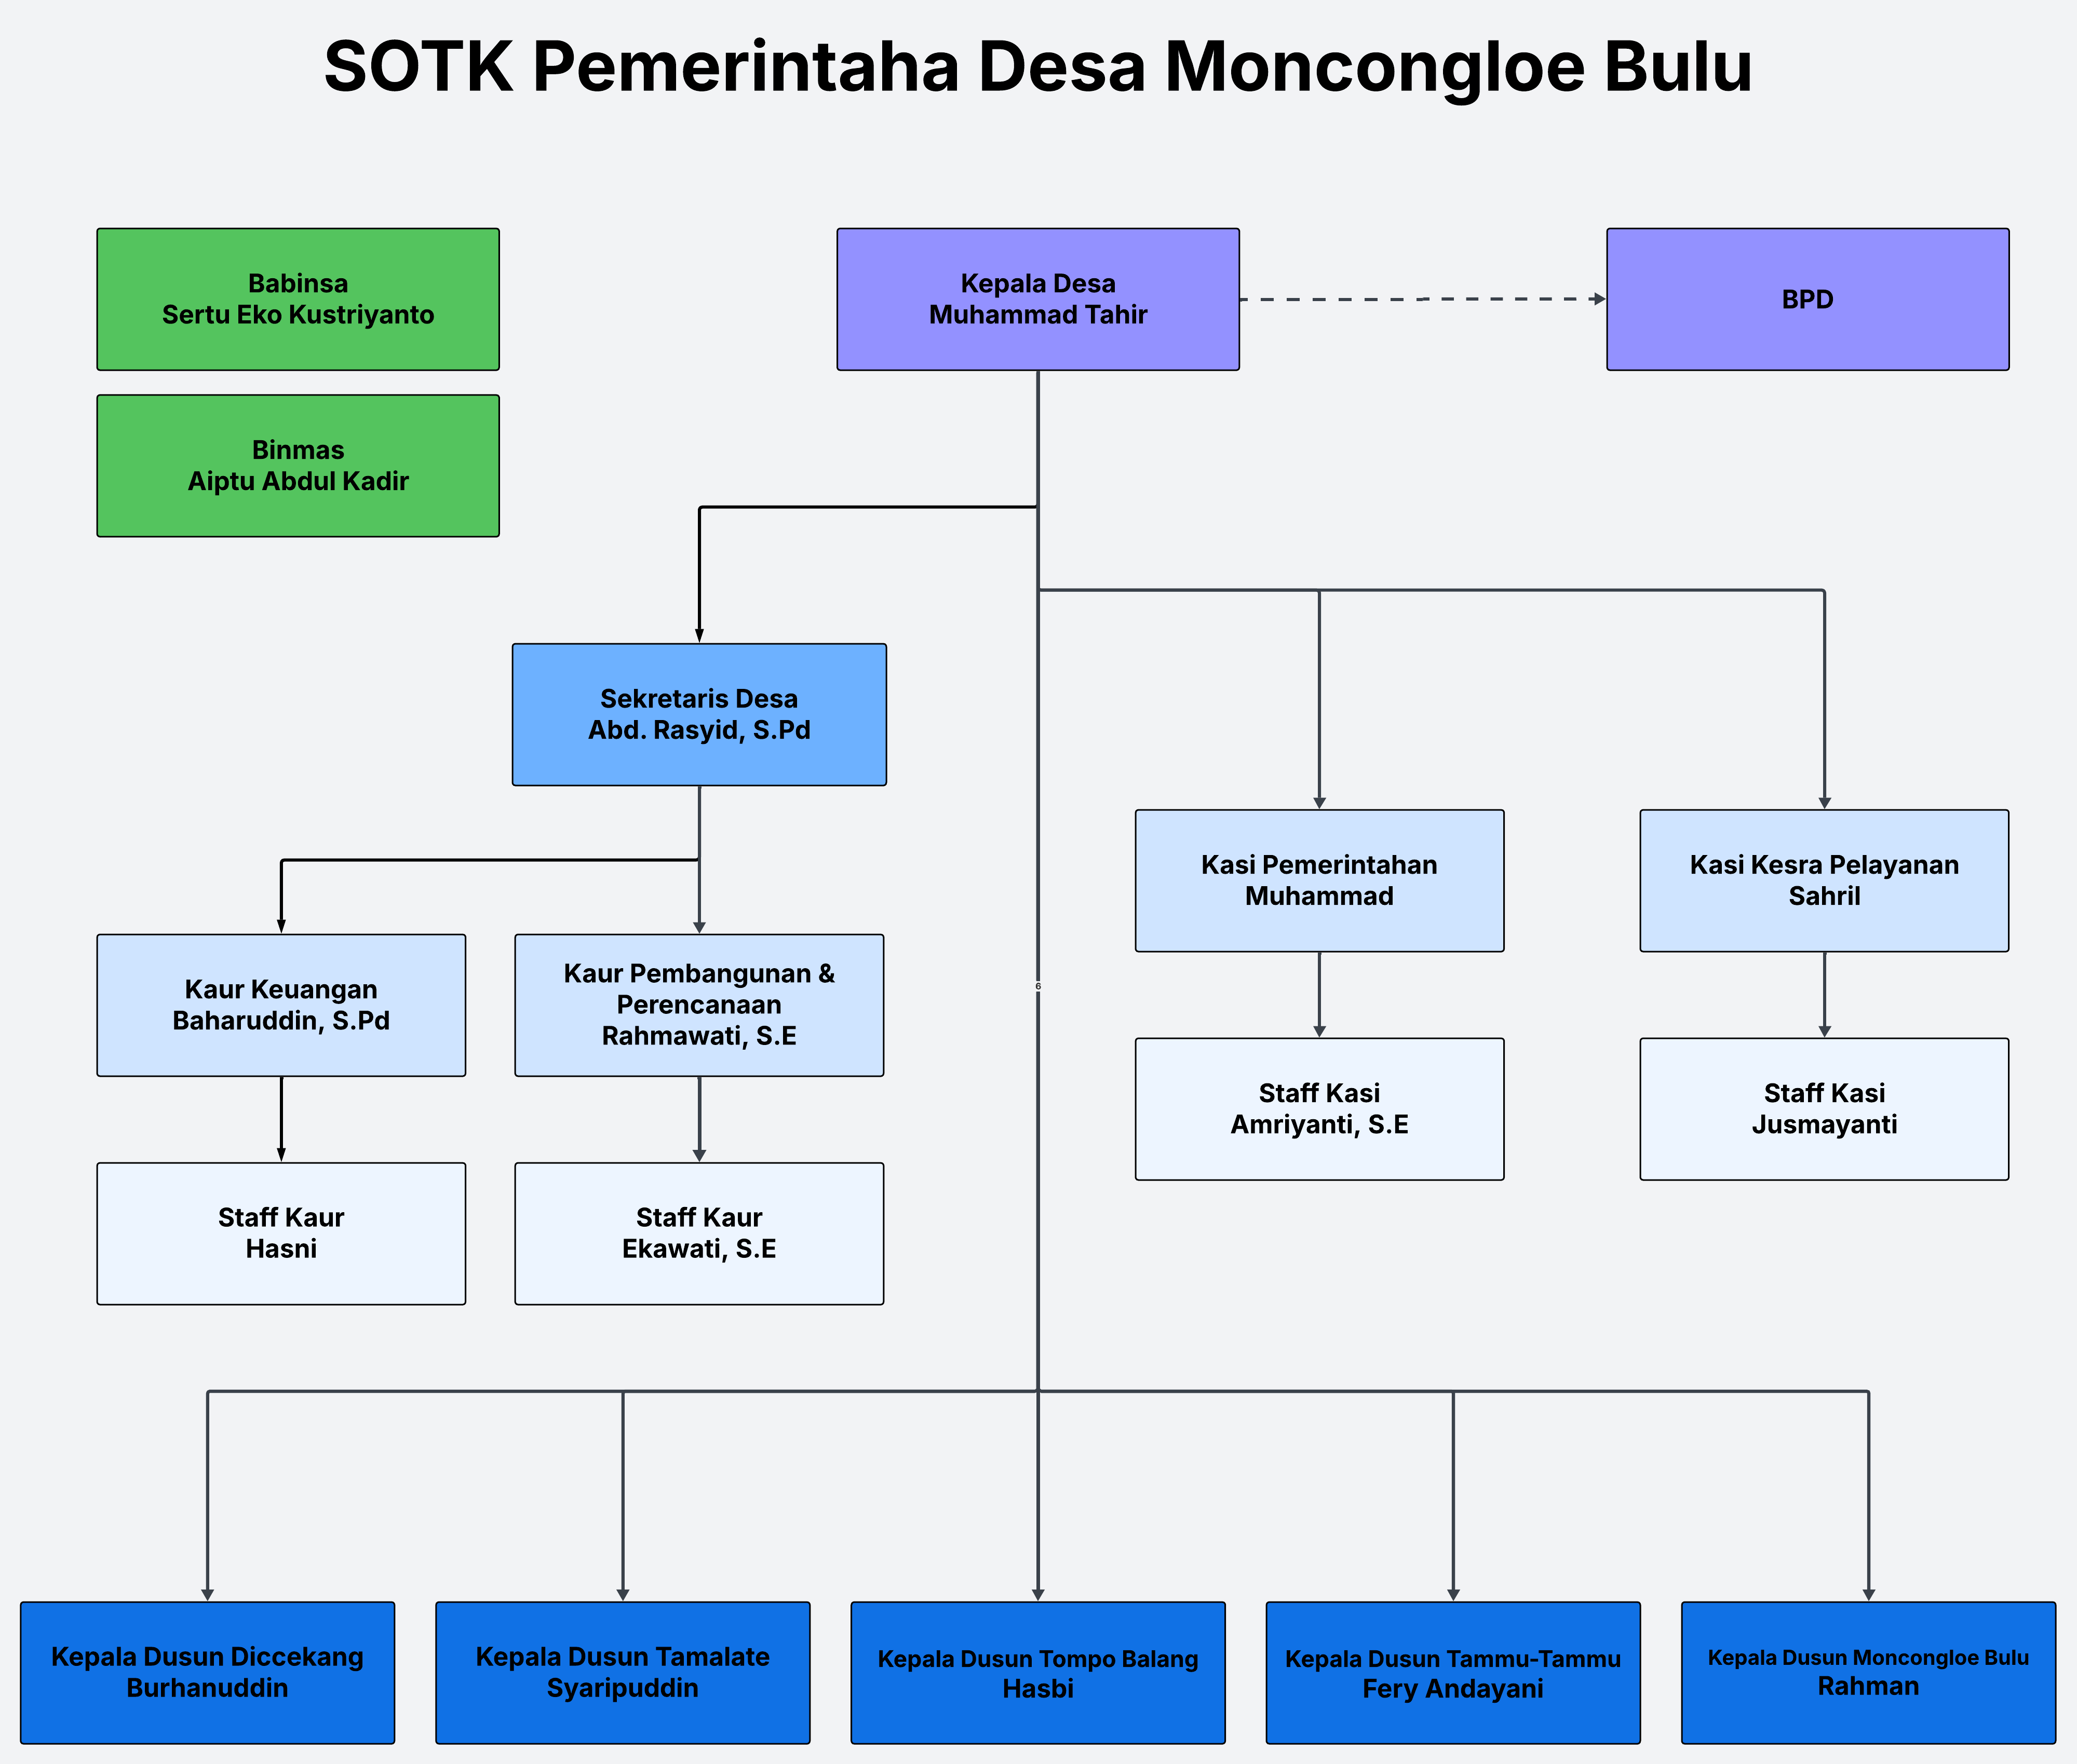 SOTK Pemerintaha Desa Moncongloe Bulu
Babinsa
Sertu Eko Kustriyanto
Kepala Desa
Muhammad Tahir
BPD
Binmas
Aiptu Abdul Kadir
Sekretaris Desa
Abd. Rasyid, S.Pd
Kasi Pemerintahan
Muhammad
Kasi Kesra Pelayanan
Sahril
Kaur Keuangan
Baharuddin, S.Pd
Kaur Pembangunan &
Perencanaan
Rahmawati, S.E
6
Staff Kasi
Amriyanti, S.E
Staff Kasi
Jusmayanti
Staff Kaur
Hasni
Staff Kaur
Ekawati, S.E
Kepala Dusun Diccekang
Burhanuddin
Kepala Dusun Tamalate
Syaripuddin
Kepala Dusun Tompo Balang
Hasbi
Kepala Dusun Tammu-Tammu
Fery Andayani
Kepala Dusun Moncongloe Bulu
Rahman